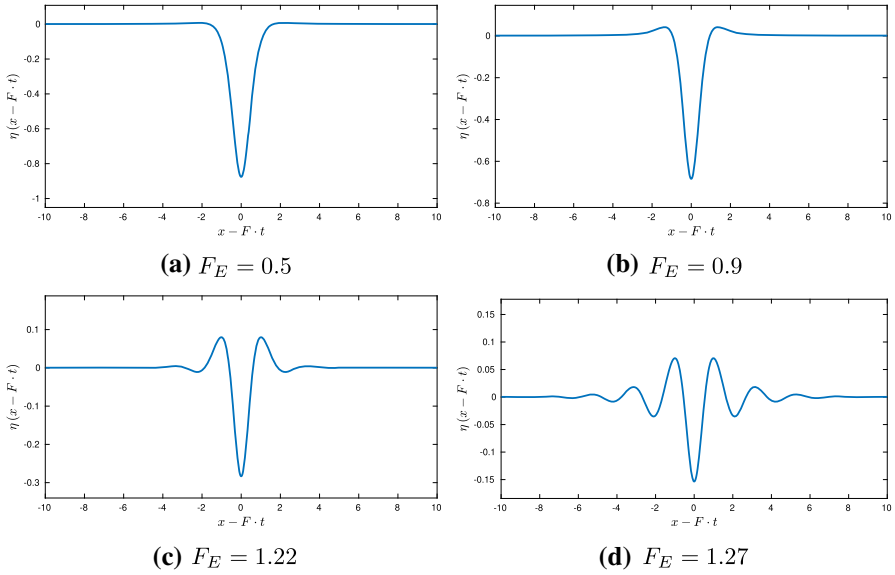 0
-0.2
-0.4
-0.6
-0.8
-1
η (x − F · t)
-10 -8 -6 -4 -2 0 2 4 6 8 10
x − F · t
(a) F_E = 0.5
0
-0.2
-0.4
-0.6
-0.8
η (x − F · t)
-10 -8 -6 -4 -2 0 2 4 6 8 10
x − F · t
(b) F_E = 0.9
0.1
0
-0.1
-0.2
-0.3
η (x − F · t)
-10 -8 -6 -4 -2 0 2 4 6 8 10
x − F · t
(c) F_E = 1.22
0.15
0.1
0.05
0
-0.05
-0.1
-0.15
η (x − F · t)
-10 -8 -6 -4 -2 0 2 4 6 8 10
x − F · t
(d) F_E = 1.27